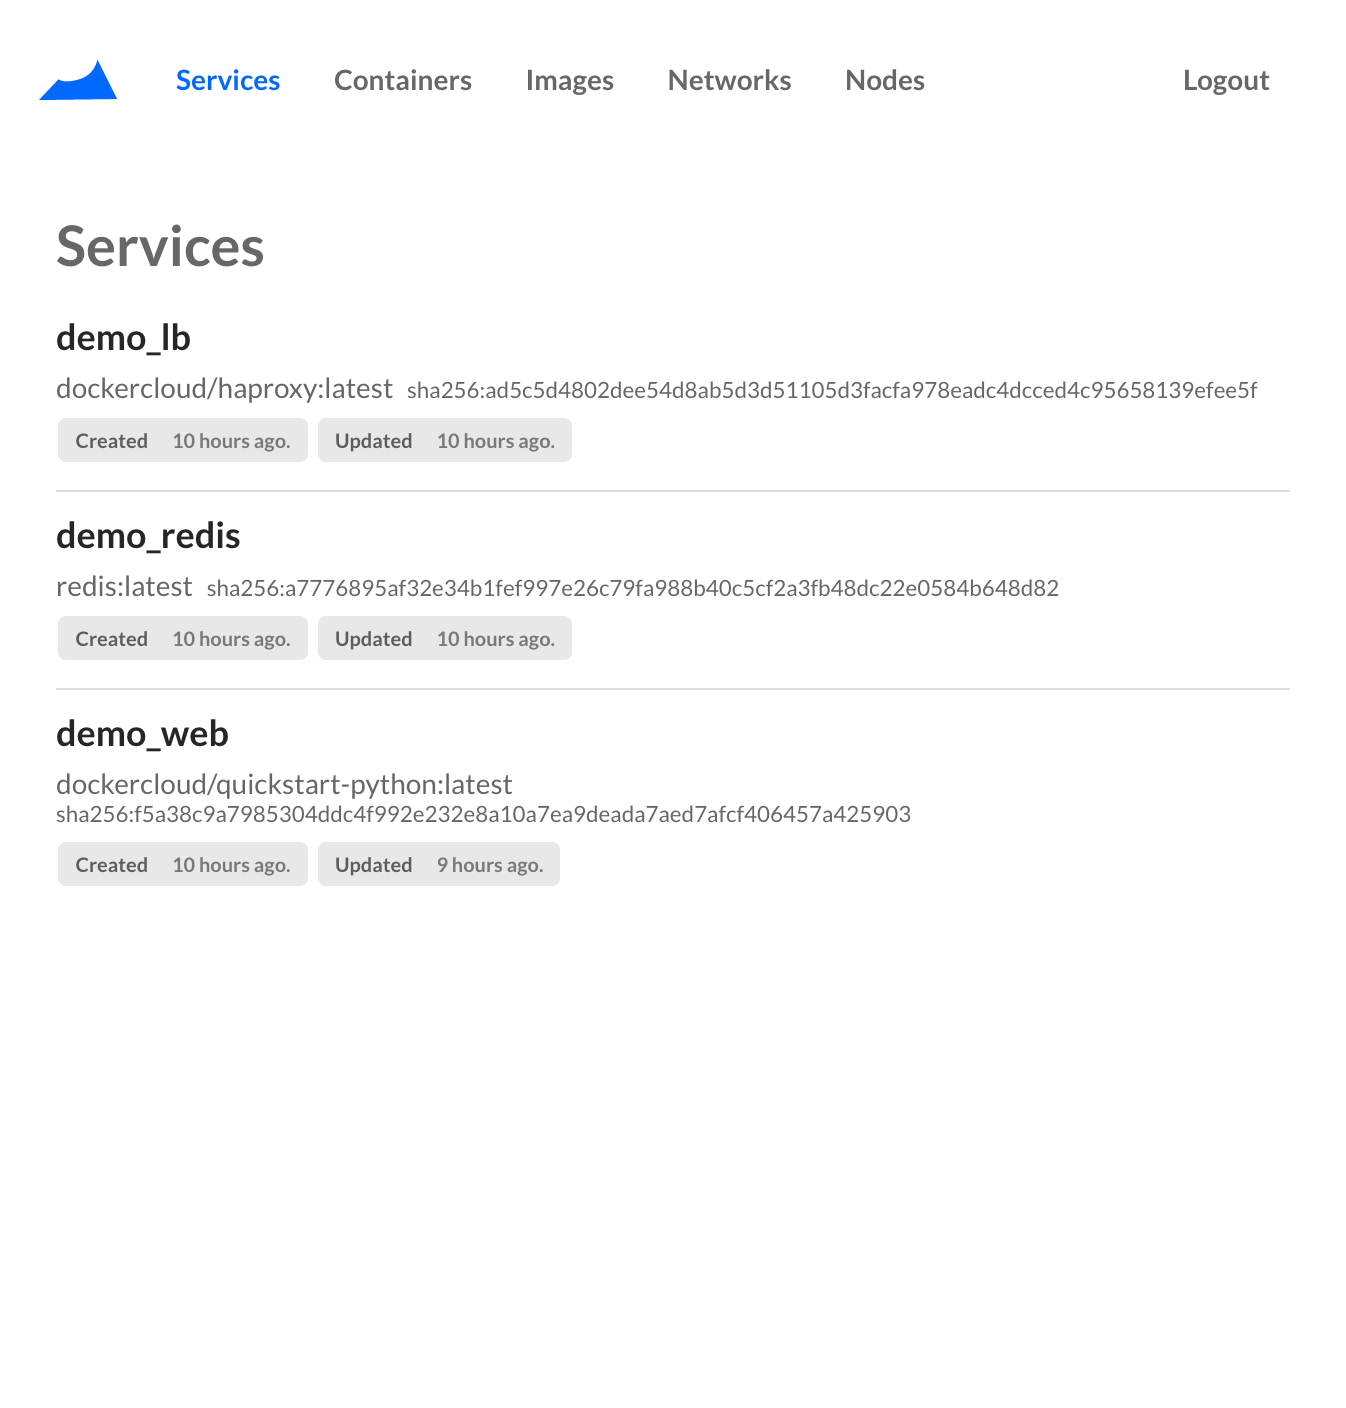 Services Containers Images Networks Nodes Logout
Services
demo_lb
dockercloud/haproxy:latest sha256:ad5c5d4802dee54d8ab5d3d51105d3facfa978eadc4dcced4c95658139efee5f
Created 10 hours ago. Updated 10 hours ago.
demo_redis
redis:latest sha256:a7776895af32e34b1fef997e26c79fa988b40c5cf2a3fb48dc22e0584b648d82
Created 10 hours ago. Updated 10 hours ago.
demo_web
dockercloud/quickstart-python:latest
sha256:f5a38c9a7985304ddc4f992e232e8a10a7ea9deada7aed7afcf406457a425903
Created 10 hours ago. Updated 9 hours ago.